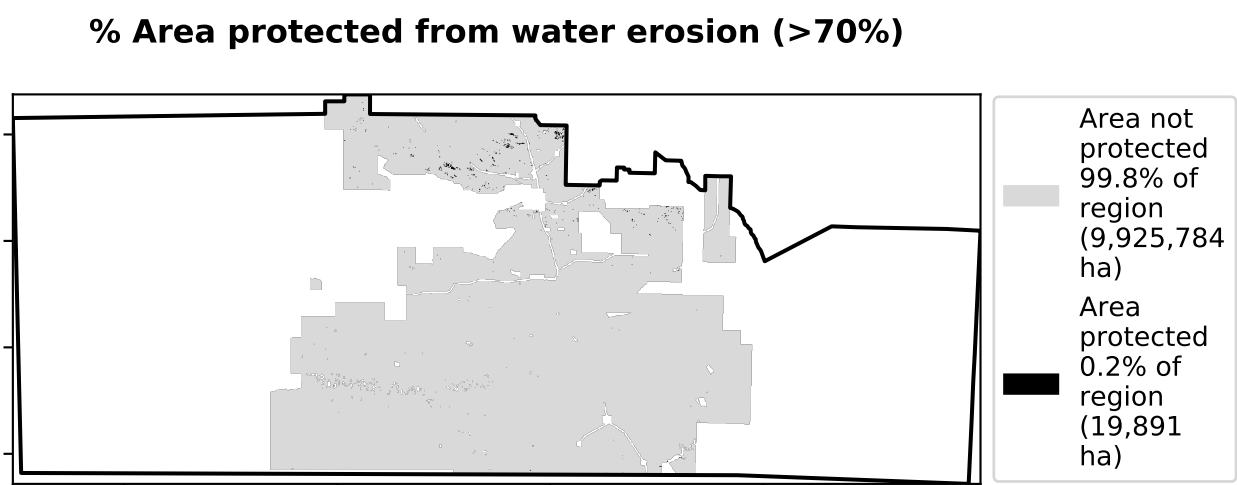 % Area protected from water erosion (>70%)
Area not
protected
99.8% of
region
(9,925,784
ha)
Area
protected
0.2% of
region
(19,891
ha)